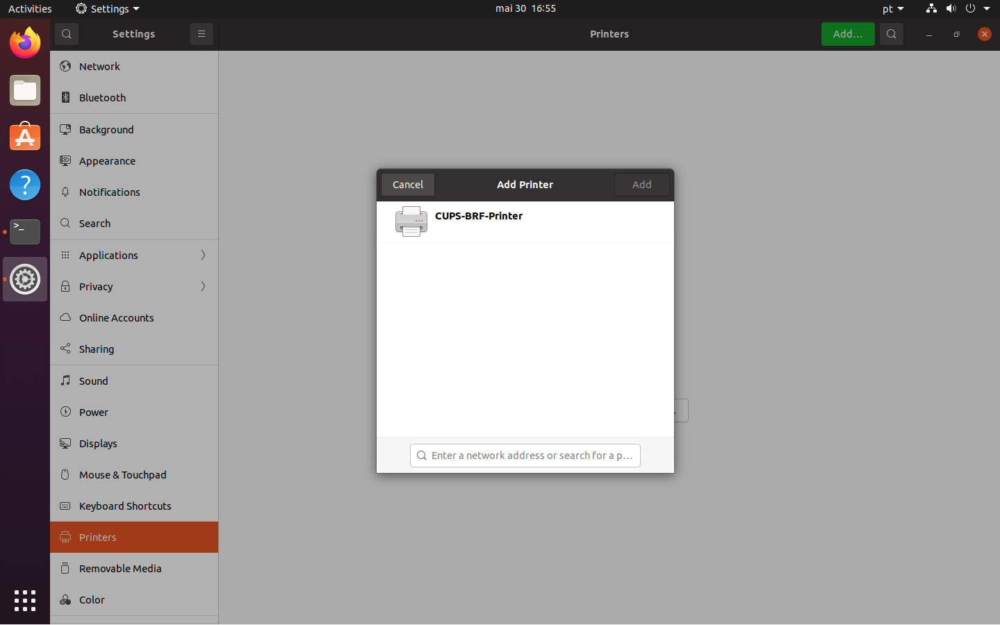 Activities
Settings
mai 30 16:55
pt
Settings
Printers
Add…
Network
Bluetooth
Background
Appearance
Notifications
Search
Applications
Privacy
Online Accounts
Sharing
Sound
Power
Displays
Mouse & Touchpad
Keyboard Shortcuts
Printers
Removable Media
Color
Cancel
Add Printer
Add
CUPS-BRF-Printer
Enter a network address or search for a p…